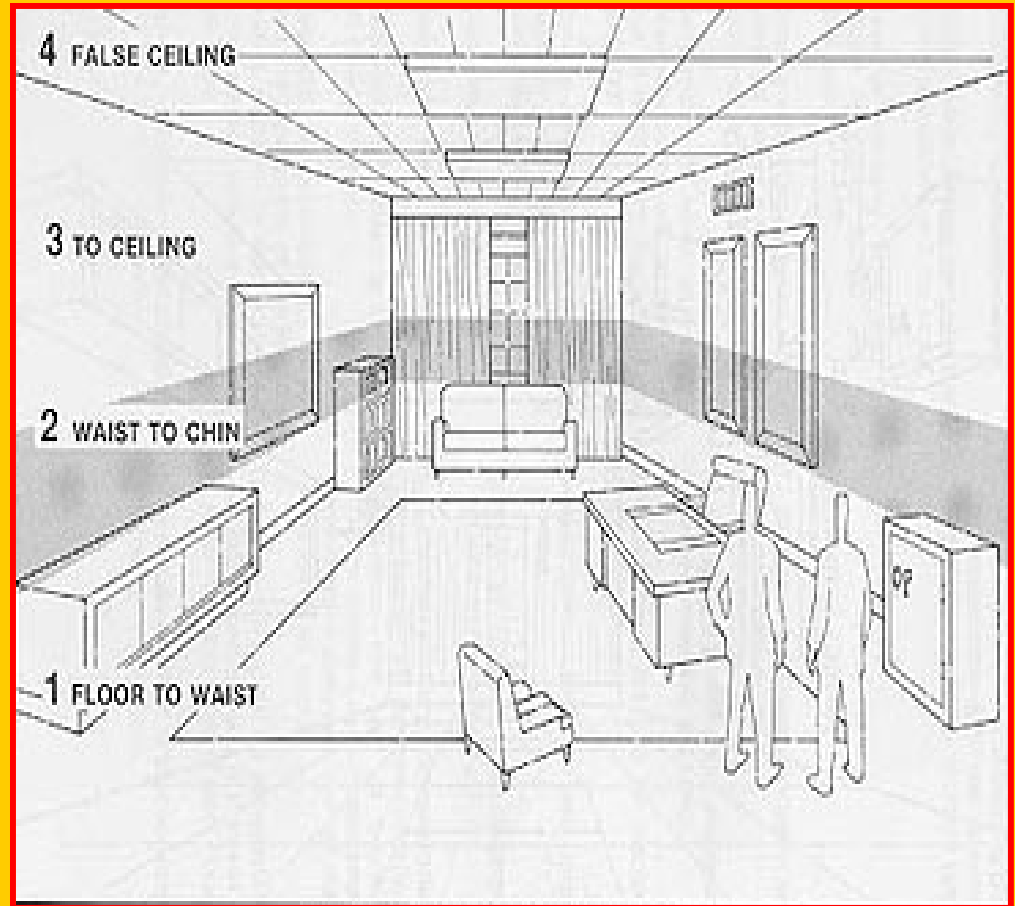 4 FALSE CEILING
3 TO CEILING
2 WAIST TO CHIN
1 FLOOR TO WAIST